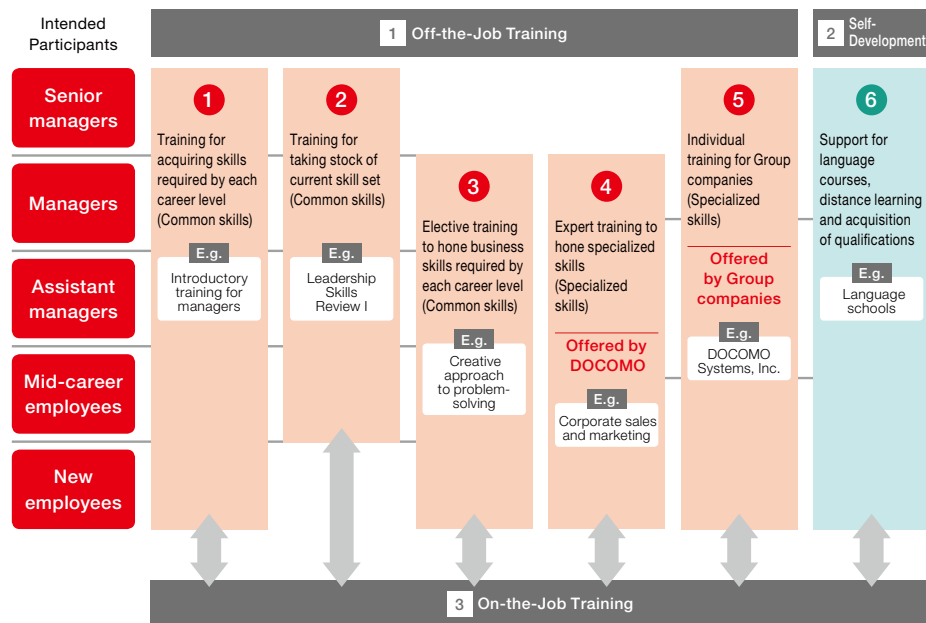 Intended
Participants
1 Off-the-Job Training
2 Self-
Development
Senior
managers
Managers
Assistant
managers
Mid-career
employees
New
employees
1
Training for
acquiring skills
required by each
career level
(Common skills)
E.g.
Introductory
training for
managers
2
Training for
taking stock of
current skill set
(Common skills)
E.g.
Leadership
Skills
Review I
3
Elective training
to hone business
skills required by
each career level
(Common skills)
E.g.
Creative
approach
to problem-
solving
4
Expert training to
hone specialized
skills
(Specialized
skills)
Offered by
DOCOMO
E.g.
Corporate sales
and marketing
5
Individual
training for Group
companies
(Specialized
skills)
Offered
by Group
companies
E.g.
DOCOMO
Systems, Inc.
6
Support for
language
courses,
distance learning
and acquisition
of qualifications
E.g.
Language
schools
3 On-the-Job Training